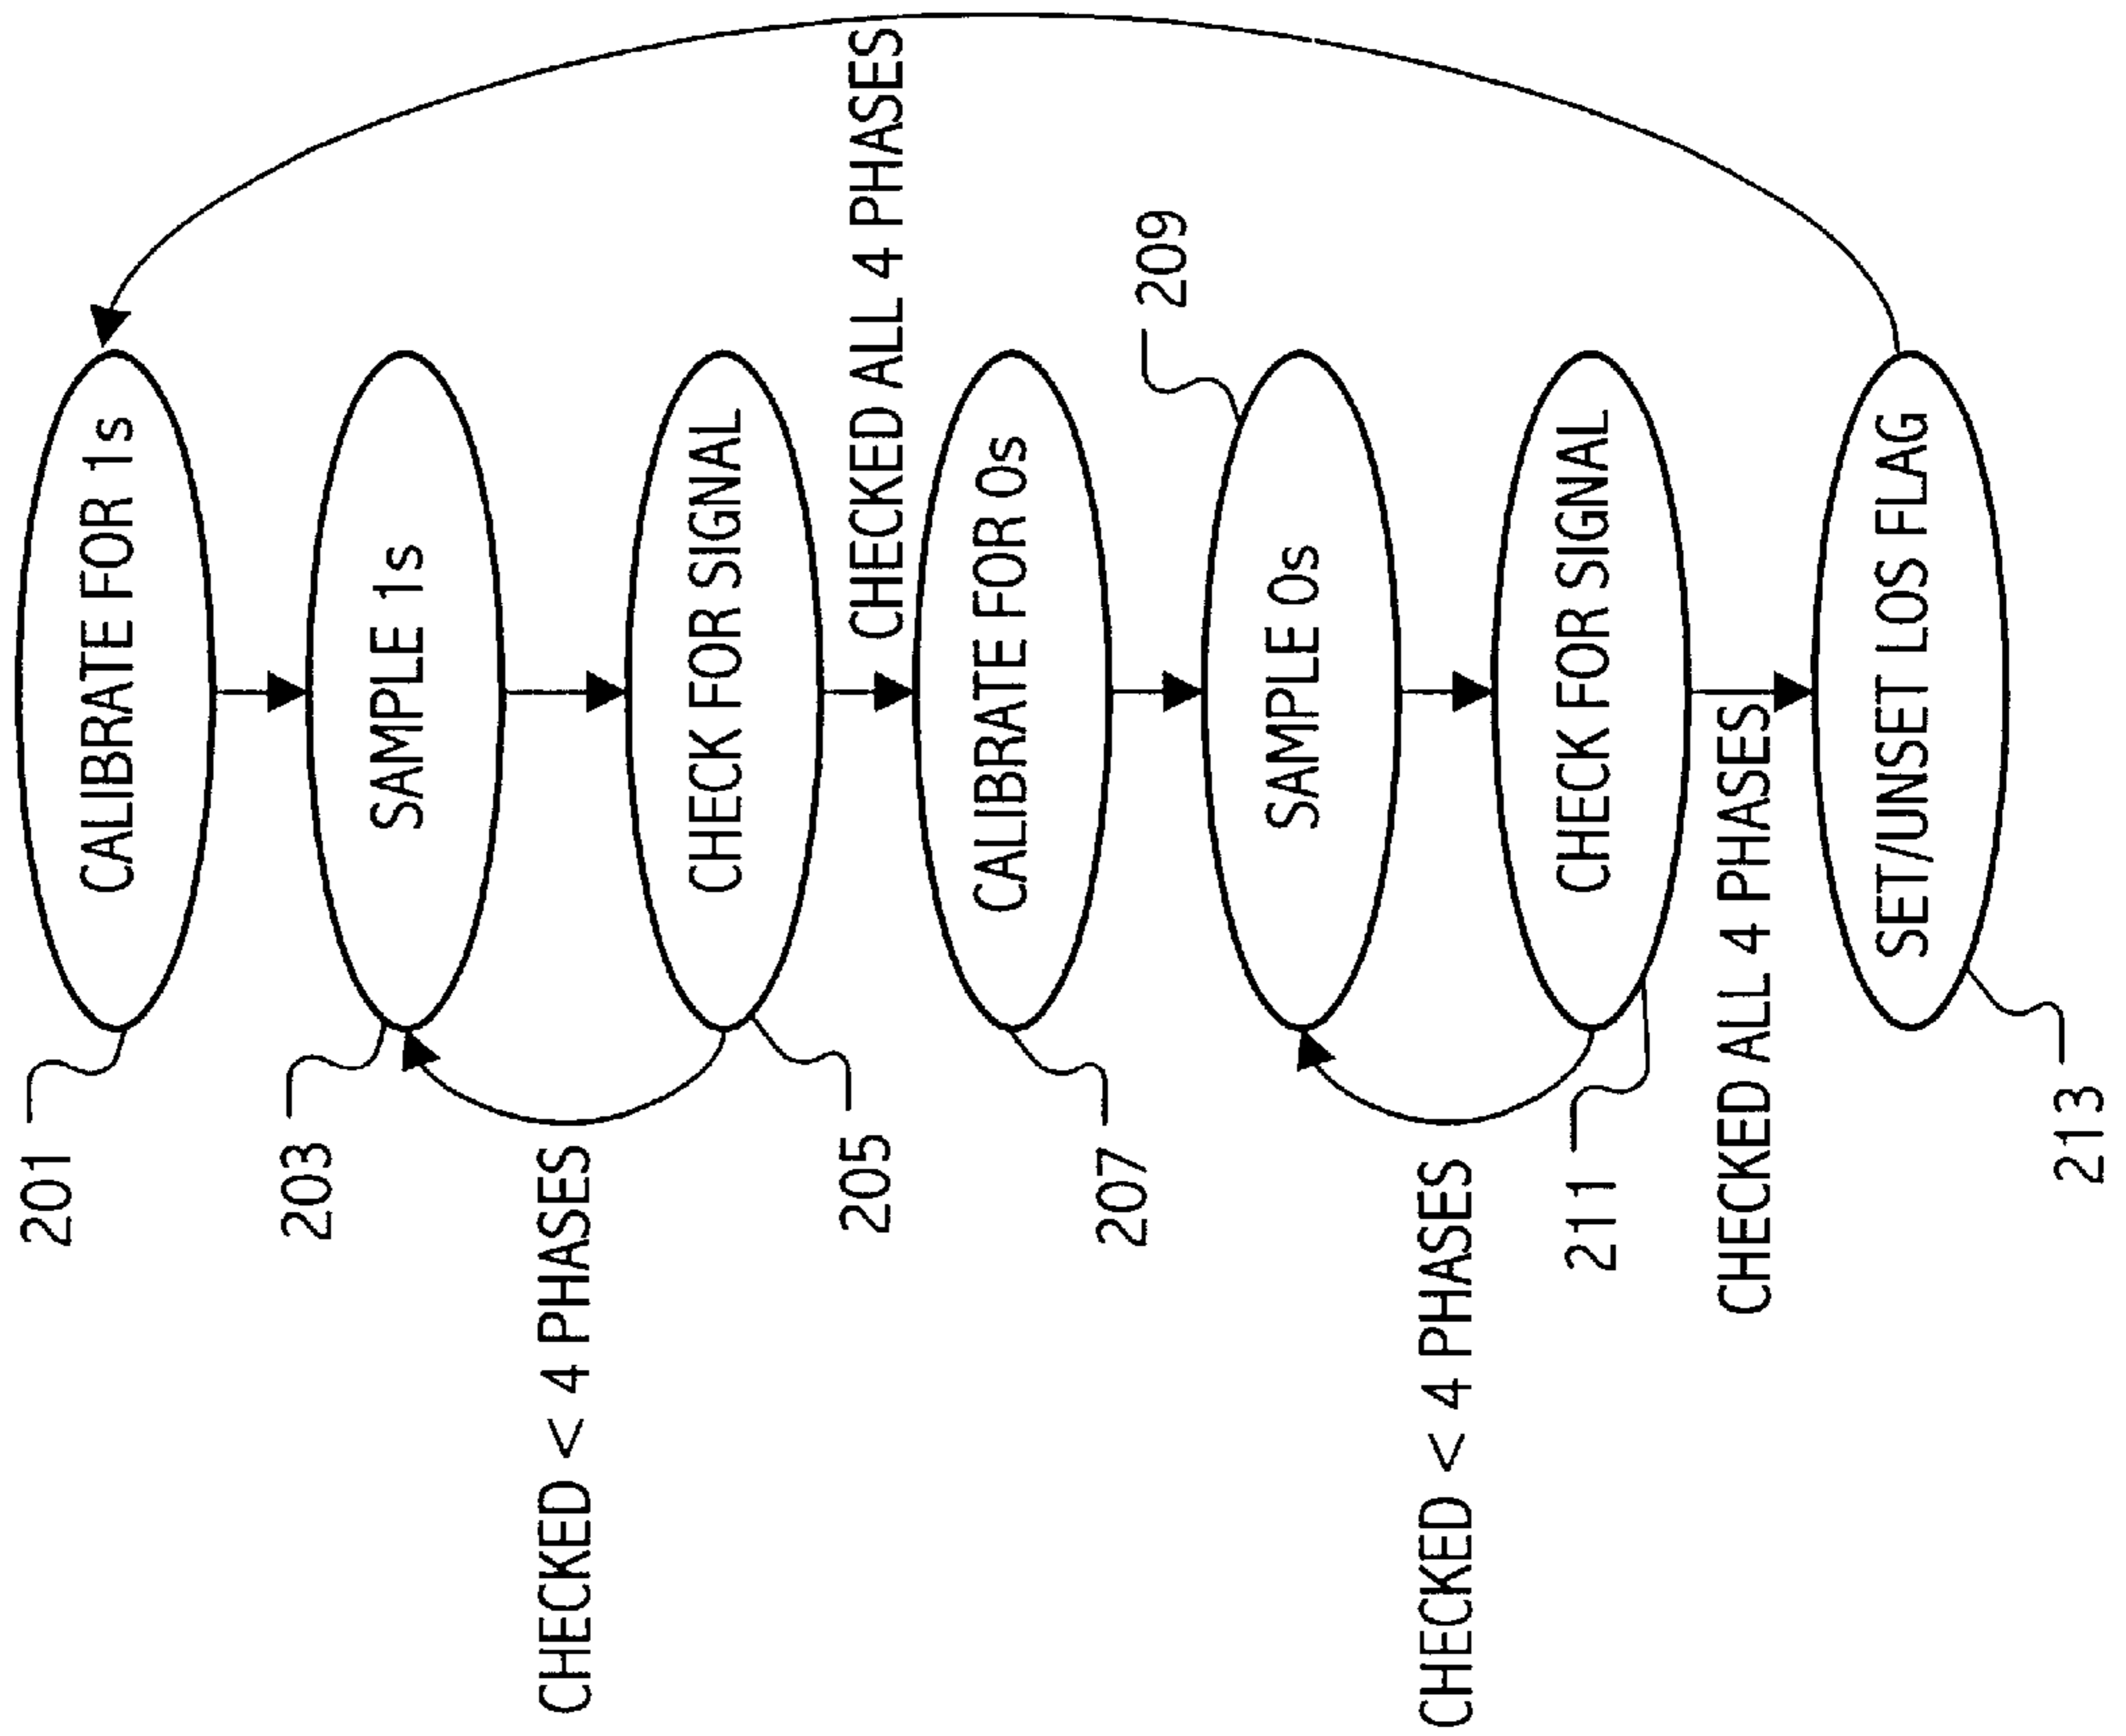 201
CALIBRATE FOR 1s
203
SAMPLE 1s
CHECKED < 4 PHASES
205
CHECK FOR SIGNAL
CHECKED ALL 4 PHASES
207
CALIBRATE FOR 0s
209
SAMPLE 0s
CHECKED < 4 PHASES
211
CHECK FOR SIGNAL
CHECKED ALL 4 PHASES
213
SET/UNSET LOS FLAG